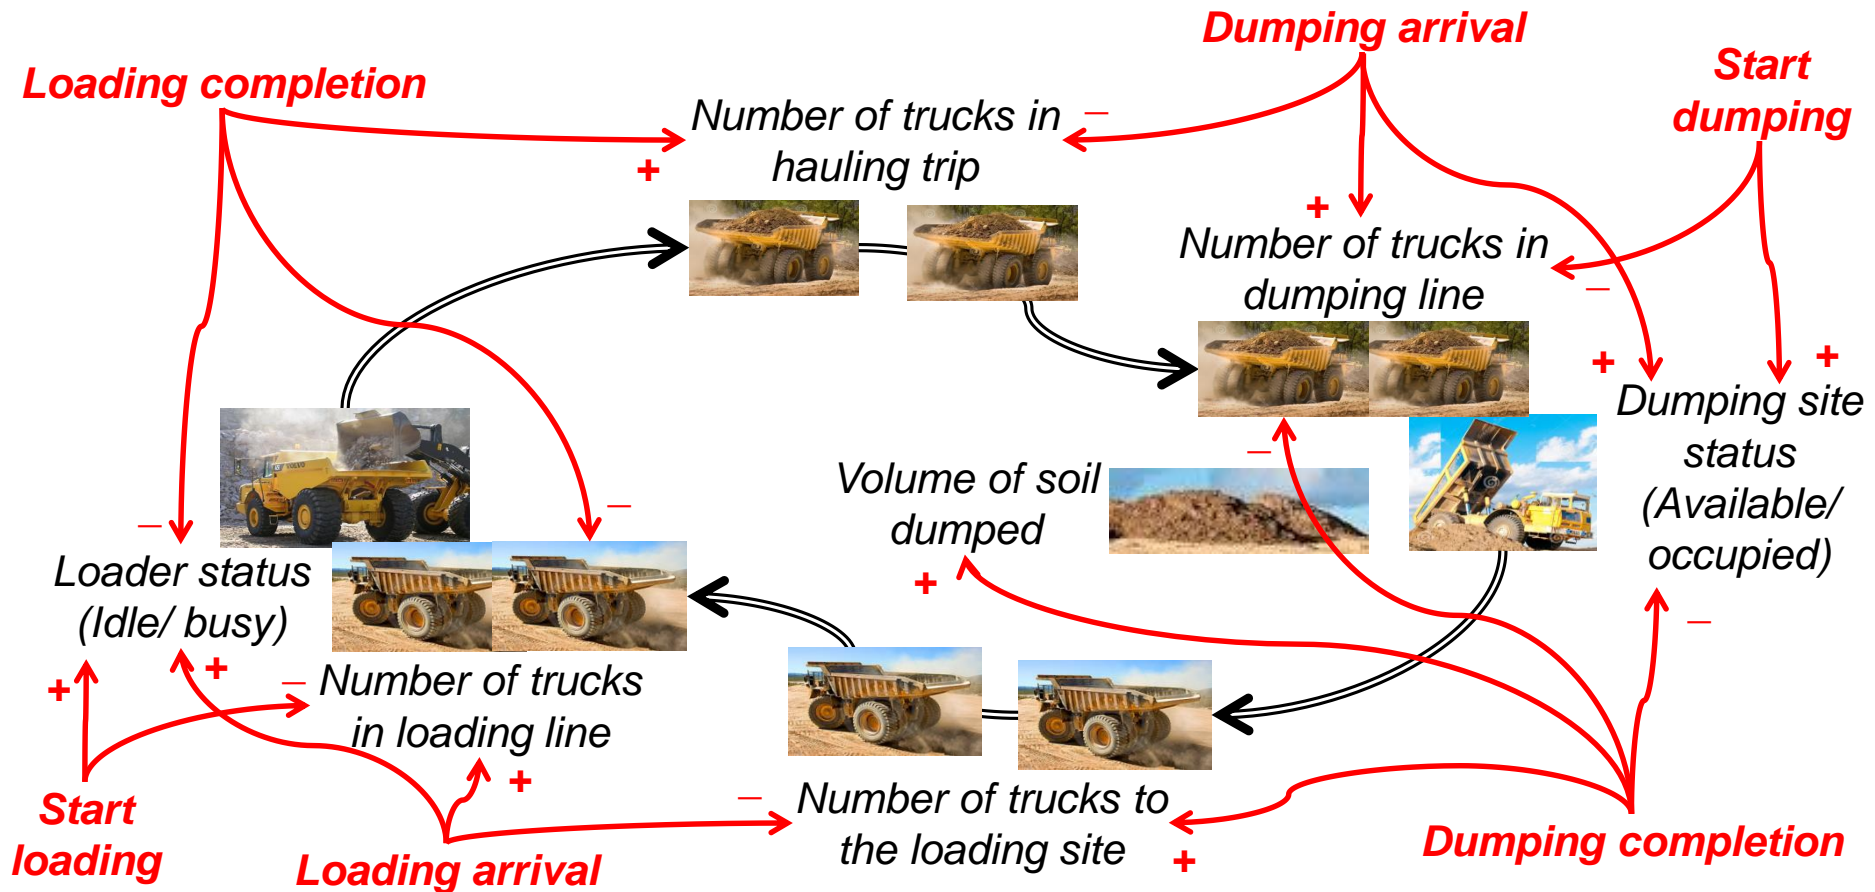 Dumping arrival
Loading completion
Start
dumping
Number of trucks in
hauling trip
–
+
+
Number of trucks in
dumping line
–
+
+
Dumping site
status
(Available/
occupied)
–
–
Volume of soil
dumped
+
–
–
Loader status
(Idle/ busy)
+
+
–
Number of trucks
in loading line
+
–
Number of trucks to
the loading site
+
Start
loading
Loading arrival
Dumping completion